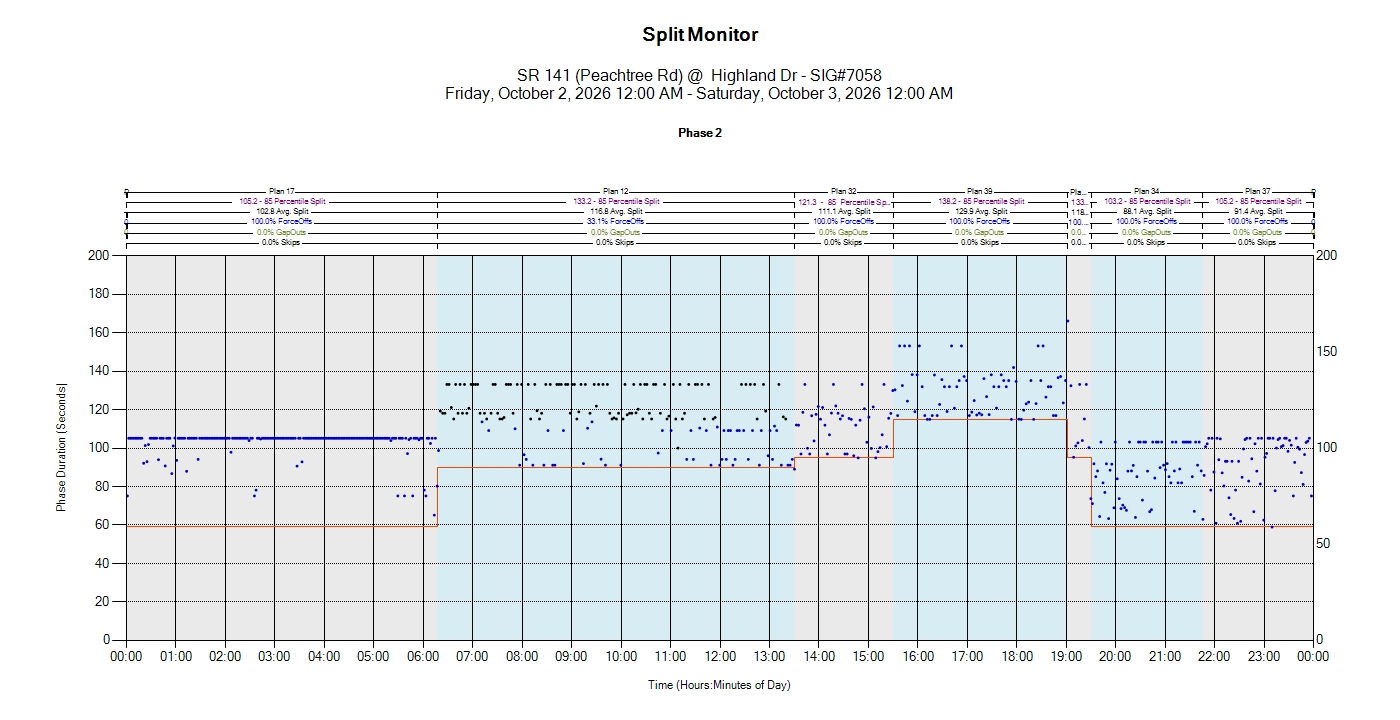 Split Monitor
SR 141 (Peachtree Rd) @ Highland Dr - SIG#7058
Friday, October 2, 2026 12:00 AM - Saturday, October 3, 2026 12:00 AM
Phase 2
Plan 17 Plan 12 Plan 32 Plan 39 Pla... Plan 34 Plan 37
105.2 - 85 Percentile Split 133.2 - 85 Percentile Split 121.3 - 85 Percentile Sp... 138.2 - 85 Percentile Split 133... 103.2 - 85 Percentile Split 105.2 - 85 Percentile Split
102.8 Avg. Split 116.8 Avg. Split 111.1 Avg. Split 129.9 Avg. Split 118... 88.1 Avg. Split 91.4 Avg. Split
100.0% ForceOffs 33.1% ForceOffs 100.0% ForceOffs 100.0% ForceOffs 100... 100.0% ForceOffs 100.0% ForceOffs
0.0% GapOuts 0.0% GapOuts 0.0% GapOuts 0.0% GapOuts 0.0... 0.0% GapOuts 0.0% GapOuts
0.0% Skips 0.0% Skips 0.0% Skips 0.0% Skips 0.0... 0.0% Skips 0.0% Skips
200 200
180
160
150
140
120
100 100
80
60
50
40
20
0 0
Phase Duration (Seconds)
00:00 01:00 02:00 03:00 04:00 05:00 06:00 07:00 08:00 09:00 10:00 11:00 12:00 13:00 14:00 15:00 16:00 17:00 18:00 19:00 20:00 21:00 22:00 23:00 00:00
Time (Hours:Minutes of Day)